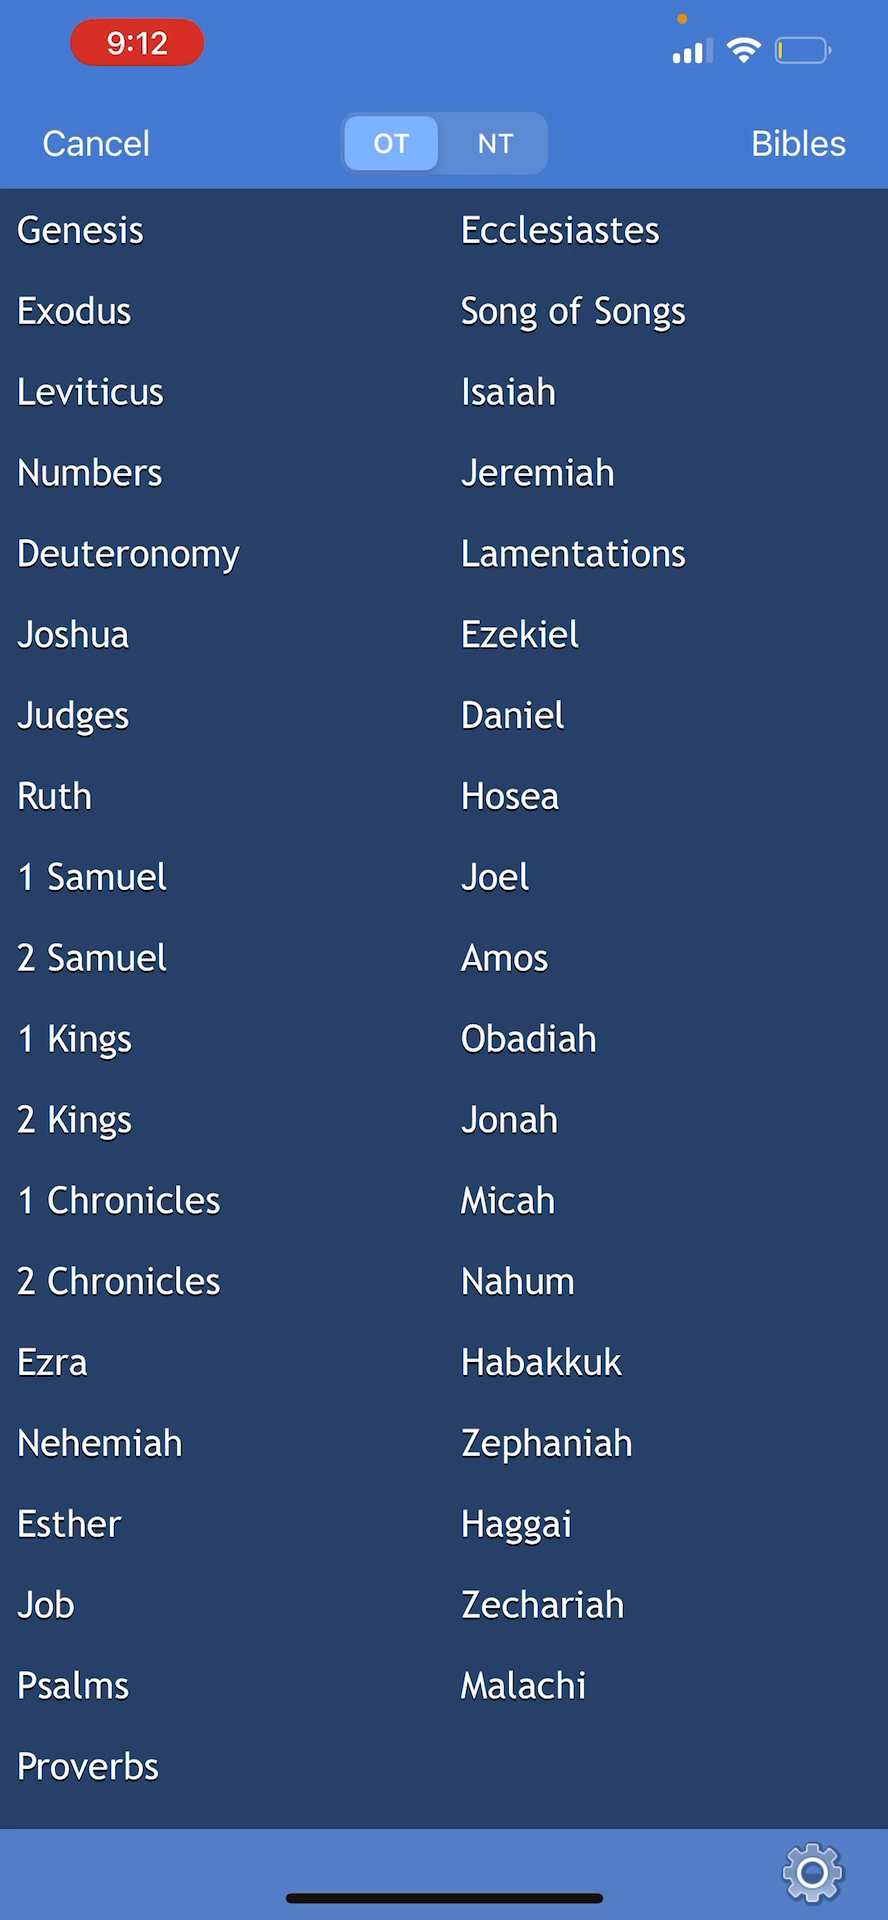 9:12
Cancel
OT
NT
Bibles
Genesis
Exodus
Leviticus
Numbers
Deuteronomy
Joshua
Judges
Ruth
1 Samuel
2 Samuel
1 Kings
2 Kings
1 Chronicles
2 Chronicles
Ezra
Nehemiah
Esther
Job
Psalms
Proverbs
Ecclesiastes
Song of Songs
Isaiah
Jeremiah
Lamentations
Ezekiel
Daniel
Hosea
Joel
Amos
Obadiah
Jonah
Micah
Nahum
Habakkuk
Zephaniah
Haggai
Zechariah
Malachi